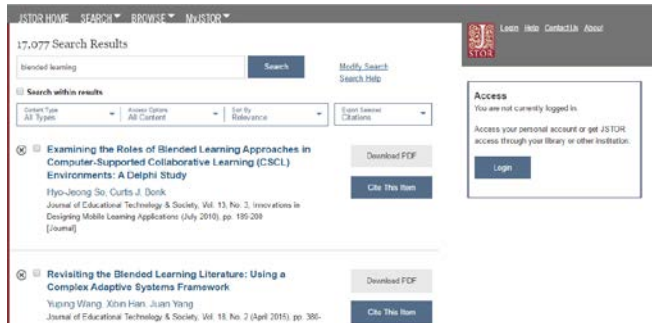 JSTOR HOME SEARCH BROWSE MyJSTOR
Login Help Contact Us About
JSTOR
17,077 Search Results
blended learning
Search
Modify Search
Search Help
Search within results
Content Type
All Types
Access Options
All Content
Sort By
Relevance
Export Selected
Citations
Examining the Roles of Blended Learning Approaches in
Computer-Supported Collaborative Learning (CSCL)
Environments: A Delphi Study
Hyo-Jeong So, Curtis J. Bonk
Journal of Educational Technology & Society, Vol. 13, No. 3, Innovations in
Designing Mobile Learning Applications (July 2010), pp. 189-200
[Journal]
Download PDF
Cite This Item
Revisiting the Blended Learning Literature: Using a
Complex Adaptive Systems Framework
Yuping Wang, Xibin Han, Juan Yang
Journal of Educational Technology & Society, Vol. 18, No. 2 (April 2015), pp. 380-
Download PDF
Cite This Item
Access
You are not currently logged in.
Access your personal account or get JSTOR
access through your library or other institution.
Login